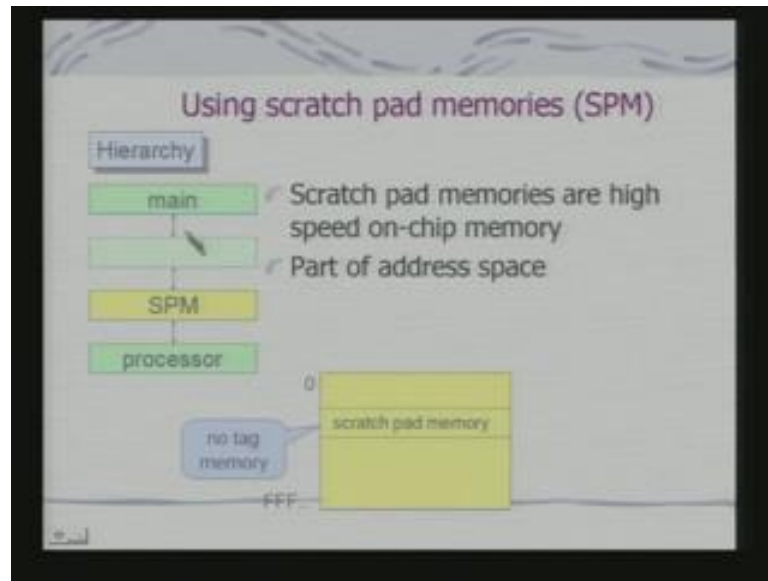 Using scratch pad memories (SPM)
Hierarchy
main
SPM
processor
Scratch pad memories are high
speed on-chip memory
Part of address space
0
scratch pad memory
no tag
memory
FFF..